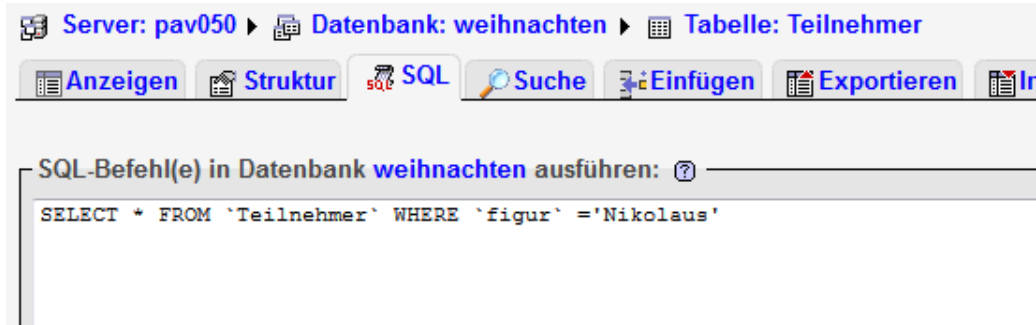 Server: pav050 ▸ Datenbank: weihnachten ▸ Tabelle: Teilnehmer
Anzeigen Struktur SQL Suche Einfügen Exportieren
SQL-Befehl(e) in Datenbank weihnachten ausführen:
SELECT * FROM `Teilnehmer` WHERE `figur` ='Nikolaus'